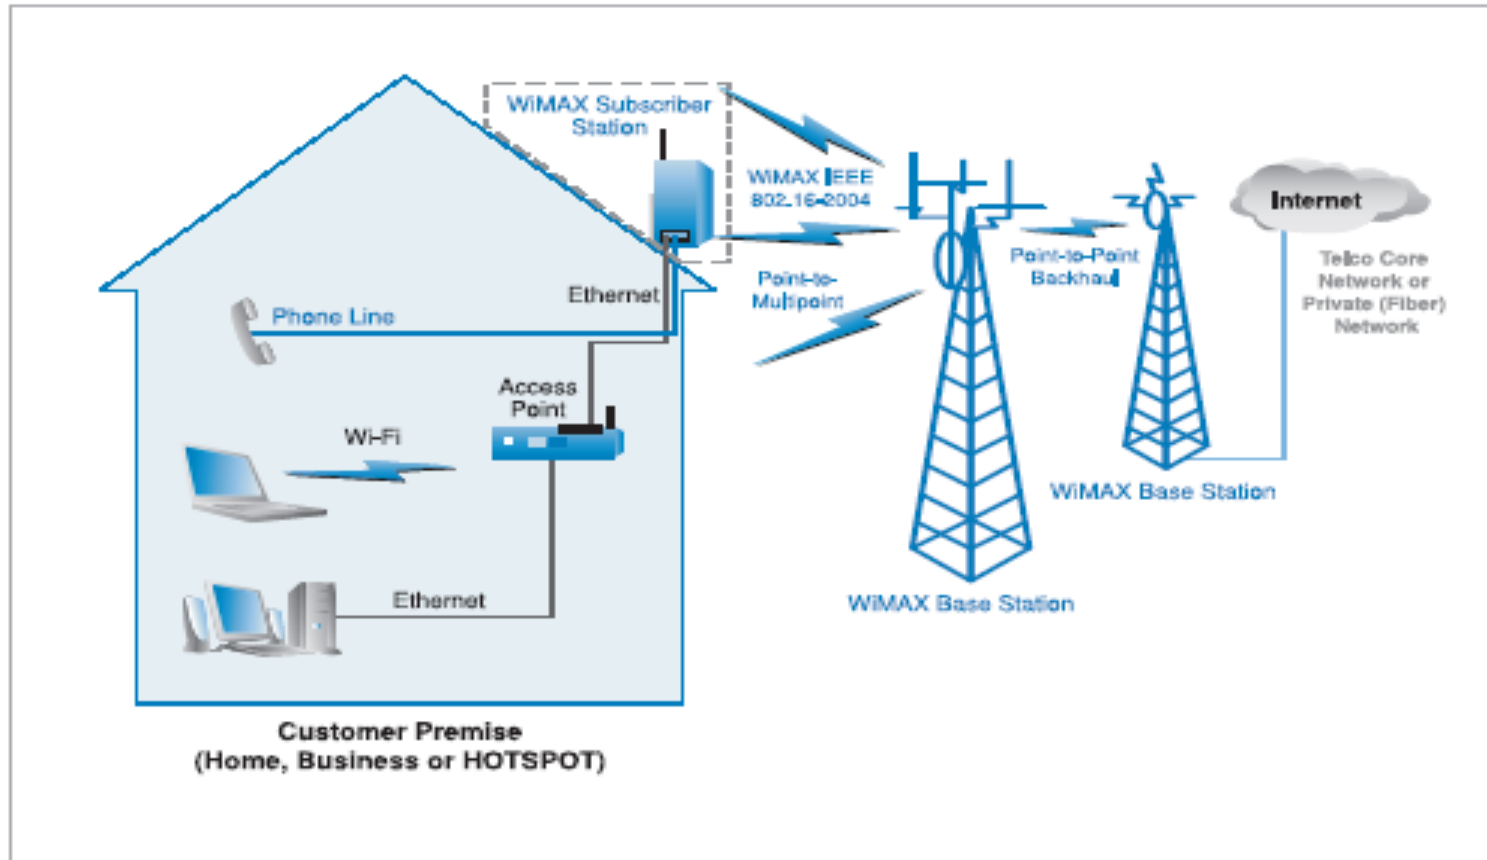 WiMAX Subscriber
Station
WiMAX IEEE
802.16-2004
Internet
Point-to-Point
Backhaul
Telco Core
Network or
Private (Fiber)
Network
Point-to-
Multipoint
Ethernet
Phone Line
Access
Point
Wi-Fi
WiMAX Base Station
Ethernet
WiMAX Base Station
Customer Premise
(Home, Business or HOTSPOT)